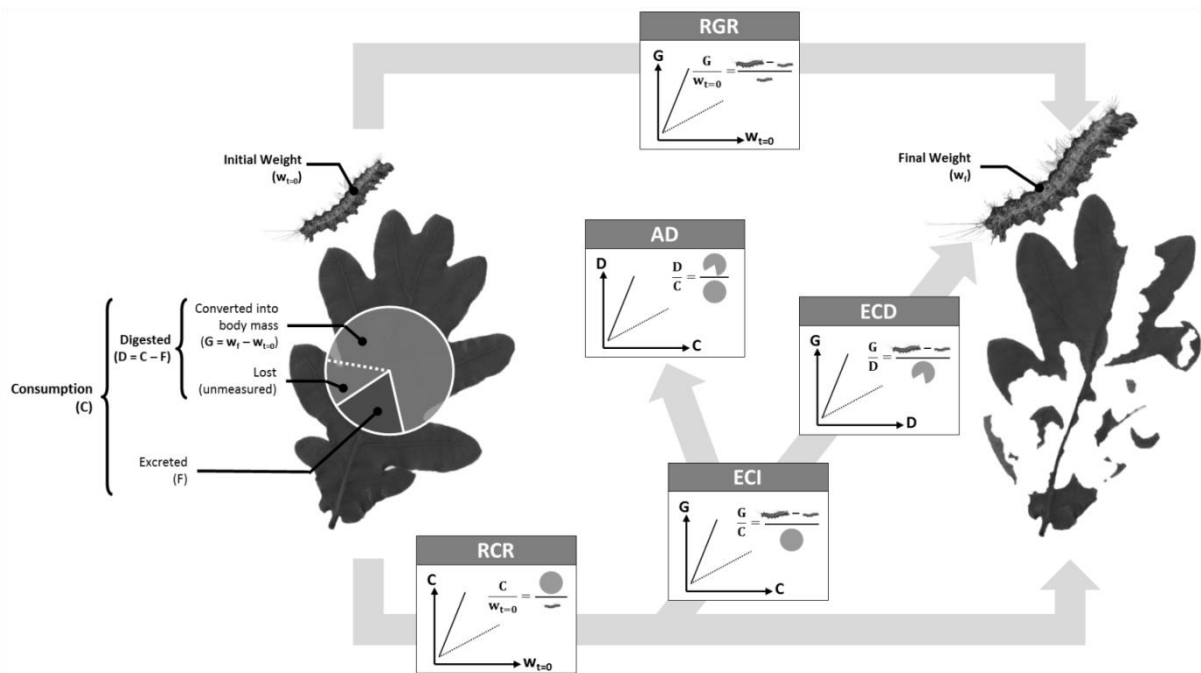 RGR
G
G
w_{t=0}
=
−
w_{t=0}
Initial Weight
(w_{t=0})
Final Weight
(w_f)
AD
D
D
C
=
C
Converted into
body mass
(G = w_f − w_{t=0})
Digested
(D = C − F)
Lost
(unmeasured)
Consumption
(C)
Excreted
(F)
ECD
G
G
D
=
−
D
ECI
G
G
C
=
−
C
RCR
C
C
w_{t=0}
=
w_{t=0}